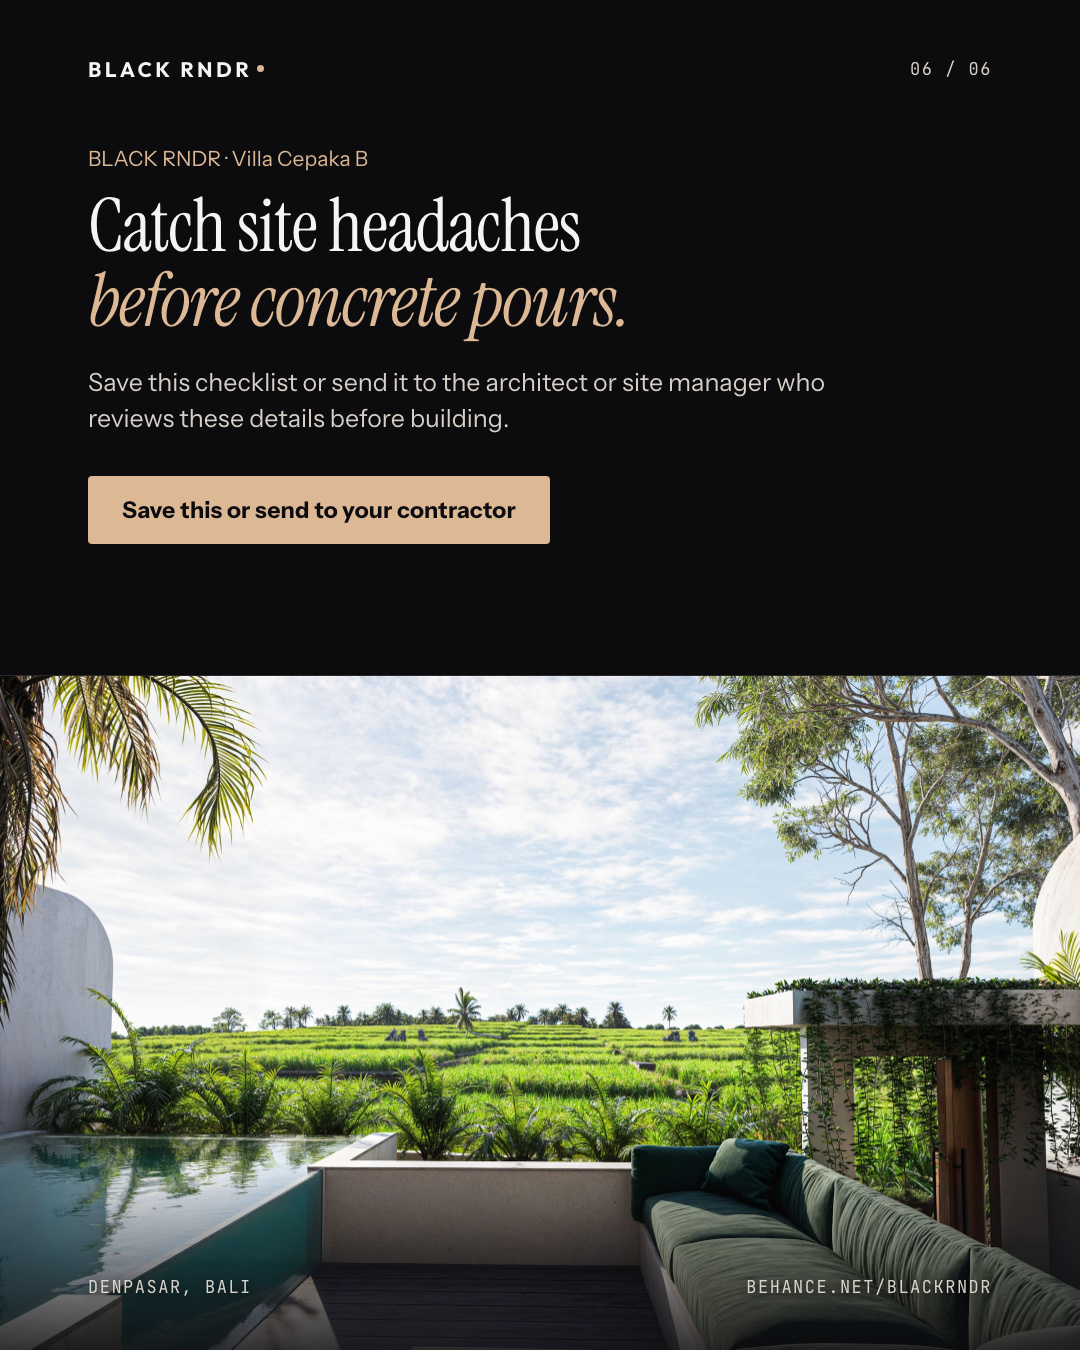 BLACK RNDR
06 / 06
BLACK RNDR · Villa Cepaka B
Catch site headaches
before concrete pours.
Save this checklist or send it to the architect or site manager who
reviews these details before building.
Save this or send to your contractor
DENPASAR, BALI
BEHANCE.NET/BLACKRNDR